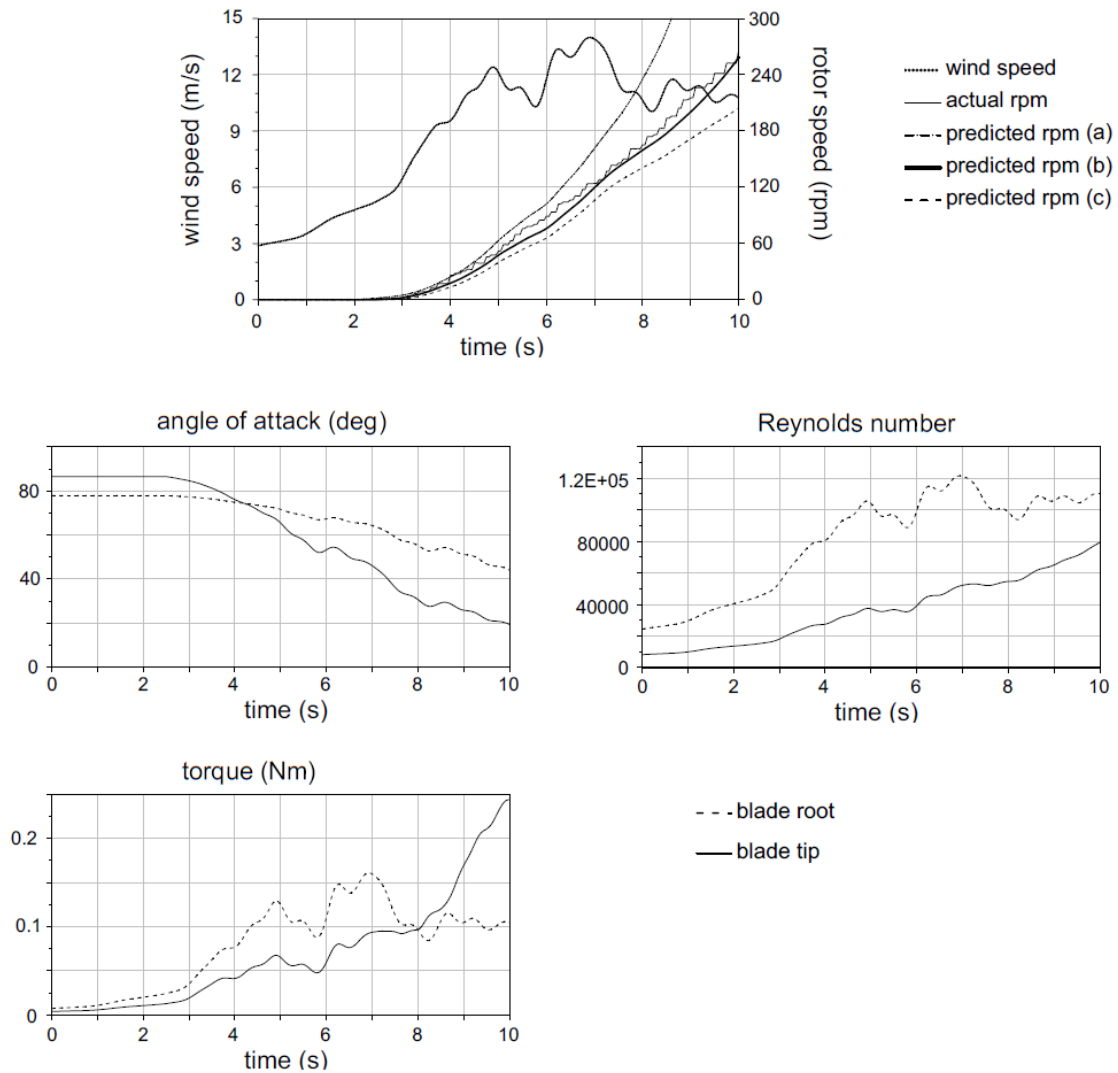 15
12
9
6
3
0
wind speed (m/s)
300
240
180
120
60
0
rotor speed (rpm)
0
2
4
6
8
10
time (s)
wind speed
actual rpm
predicted rpm (a)
predicted rpm (b)
predicted rpm (c)
angle of attack (deg)
80
40
0
0
2
4
6
8
10
time (s)
Reynolds number
1.2E+05
80000
40000
0
0
2
4
6
8
10
time (s)
torque (Nm)
0.2
0.1
0
0
2
4
6
8
10
time (s)
blade root
blade tip